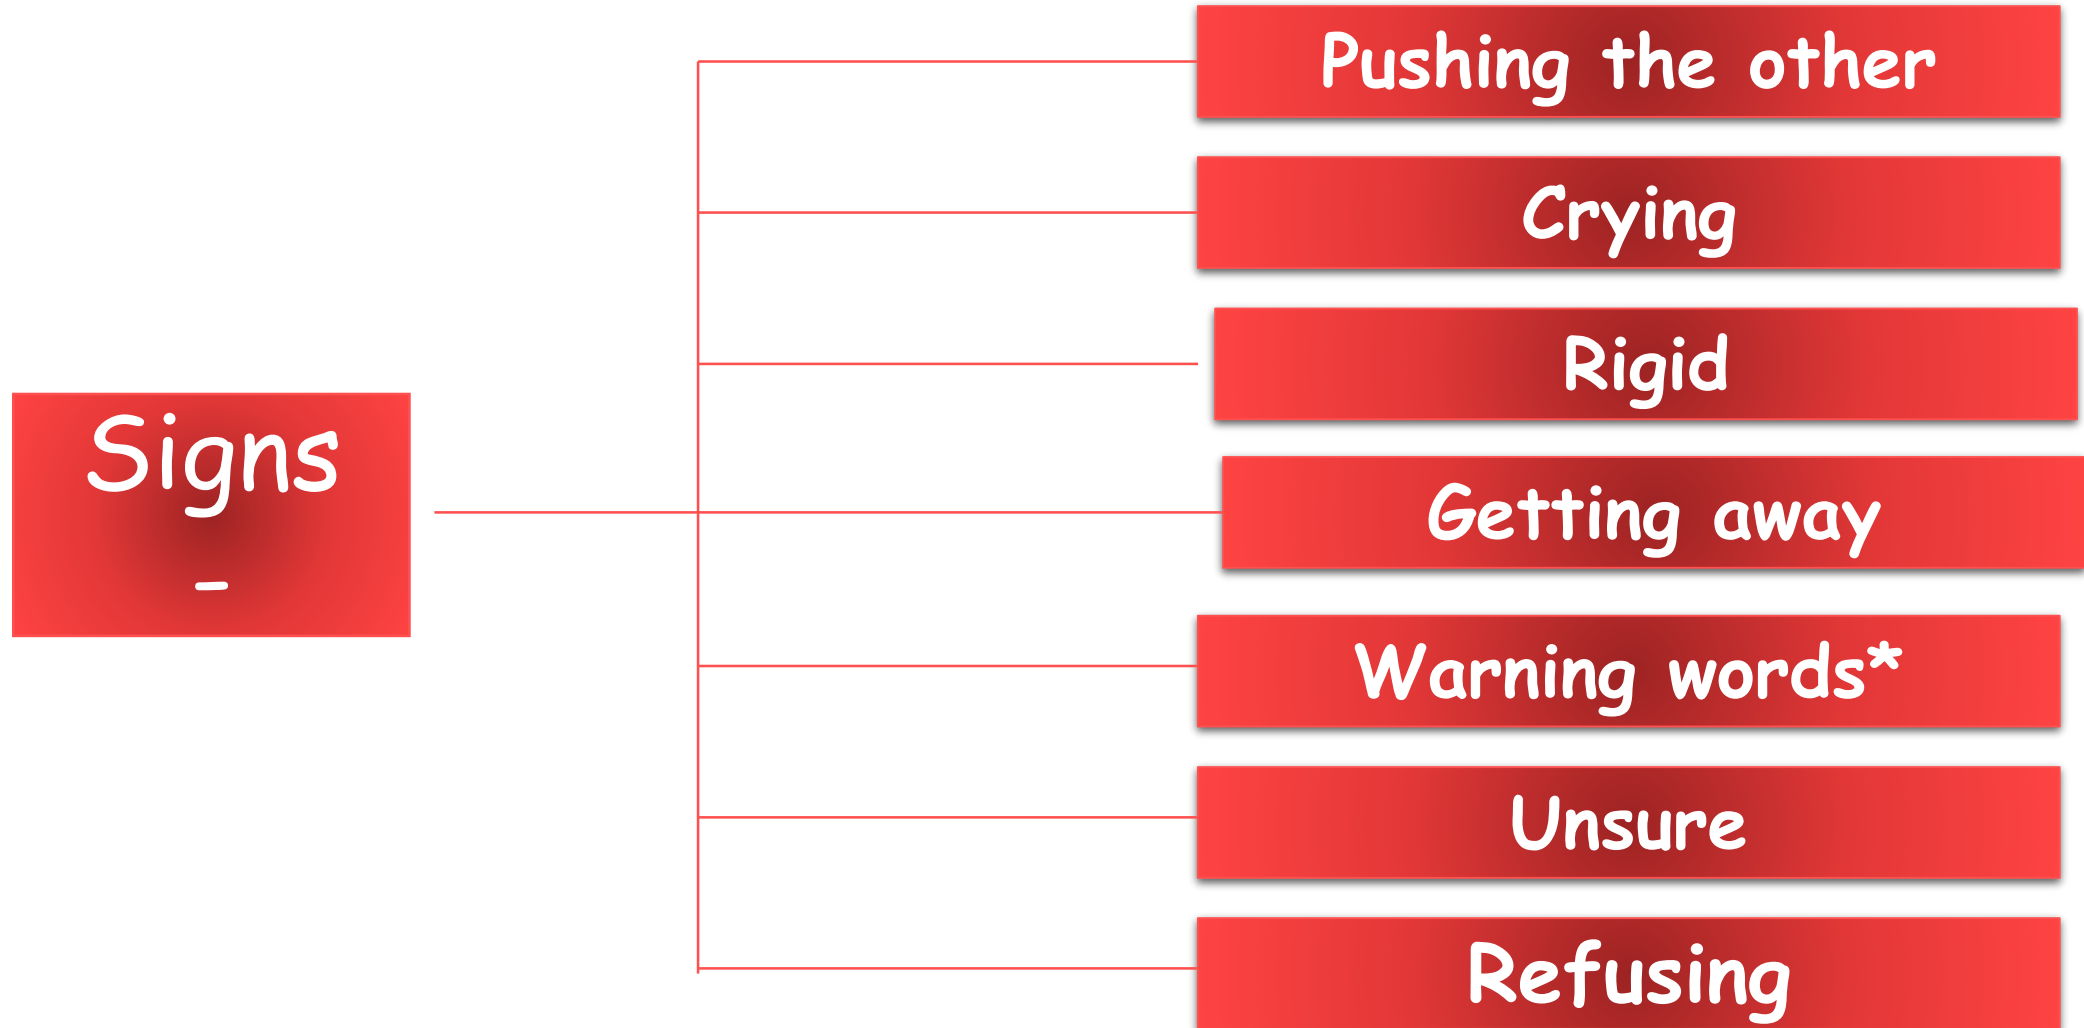 Signs
-
Pushing the other
Crying
Rigid
Getting away
Warning words*
Unsure
Refusing